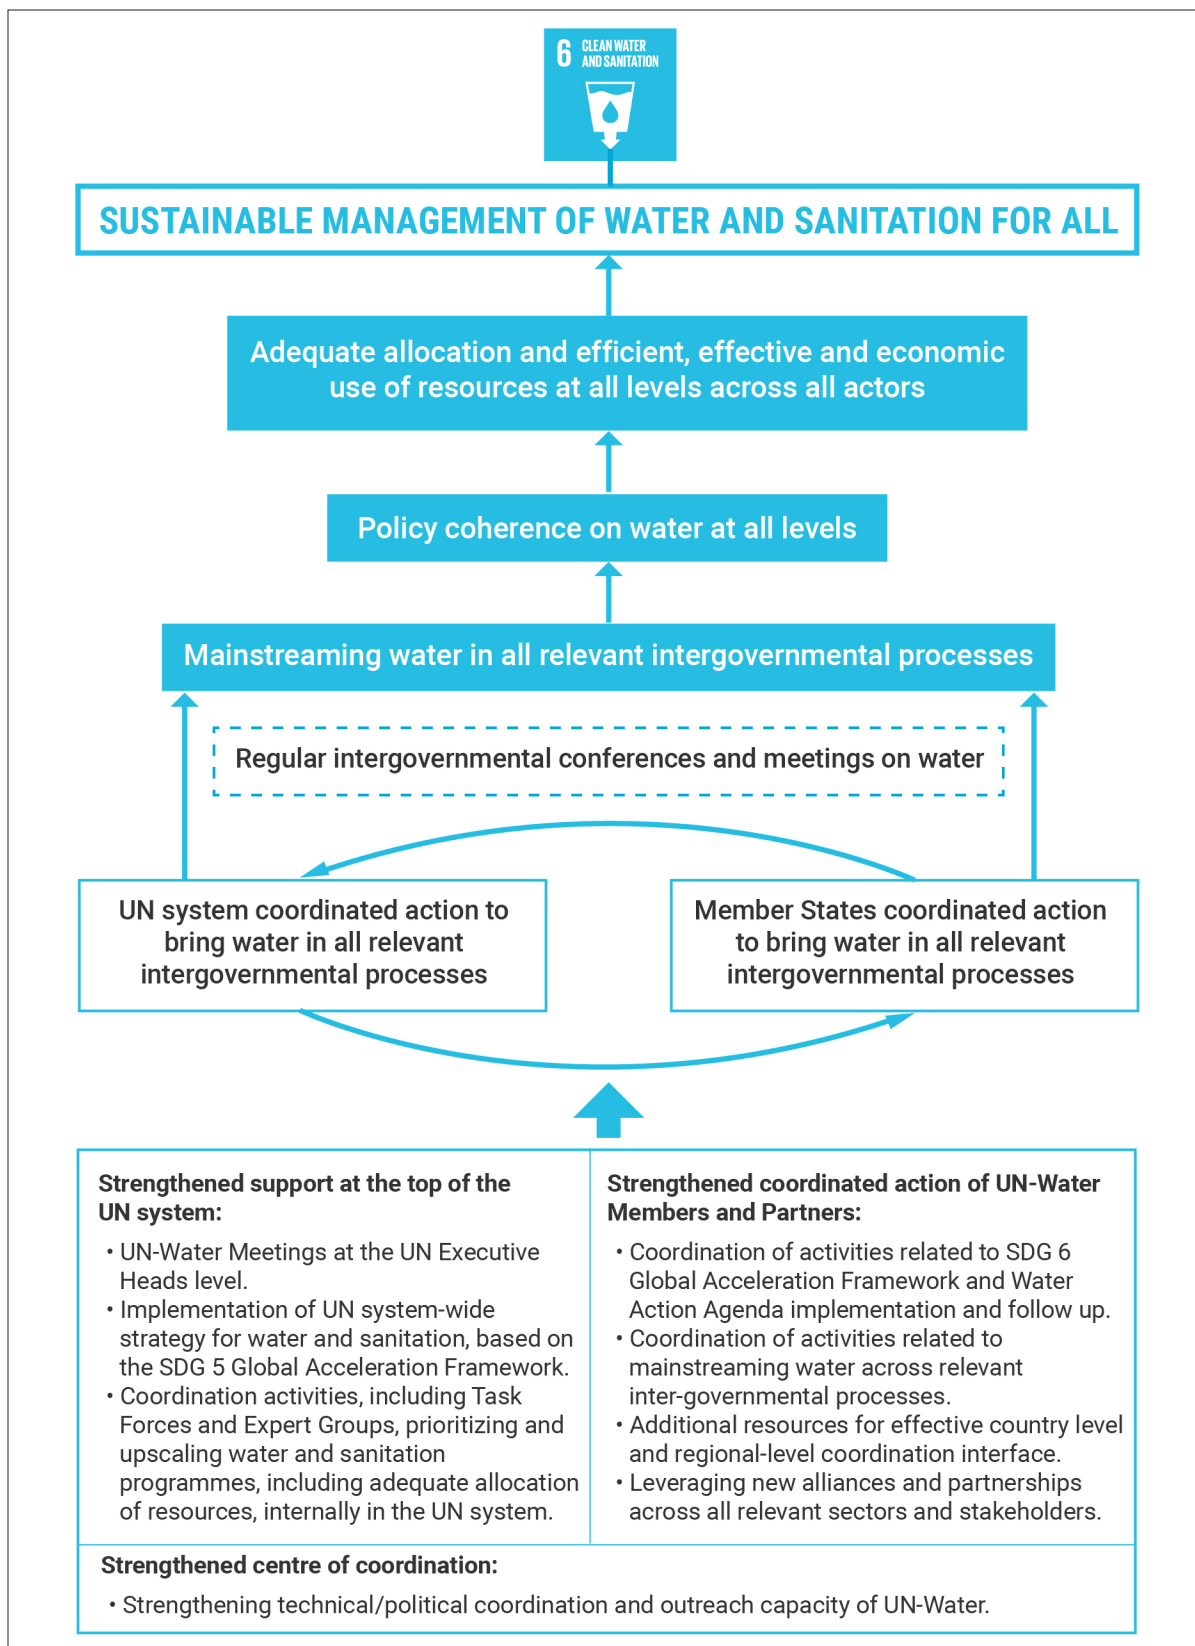 6 CLEAN WATER
AND SANITATION
SUSTAINABLE MANAGEMENT OF WATER AND SANITATION FOR ALL
Adequate allocation and efficient, effective and economic
use of resources at all levels across all actors
Policy coherence on water at all levels
Mainstreaming water in all relevant intergovernmental processes
Regular intergovernmental conferences and meetings on water
UN system coordinated action to
bring water in all relevant
intergovernmental processes
Member States coordinated action
to bring water in all relevant
intergovernmental processes
Strengthened support at the top of the
UN system:
• UN-Water Meetings at the UN Executive
Heads level.
• Implementation of UN system-wide
strategy for water and sanitation, based on
the SDG 5 Global Acceleration Framework.
• Coordination activities, including Task
Forces and Expert Groups, prioritizing and
upscaling water and sanitation
programmes, including adequate allocation
of resources, internally in the UN system.
Strengthened coordinated action of UN-Water
Members and Partners:
• Coordination of activities related to SDG 6
Global Acceleration Framework and Water
Action Agenda implementation and follow up.
• Coordination of activities related to
mainstreaming water across relevant
inter-governmental processes.
• Additional resources for effective country level
and regional-level coordination interface.
• Leveraging new alliances and partnerships
across all relevant sectors and stakeholders.
Strengthened centre of coordination:
• Strengthening technical/political coordination and outreach capacity of UN-Water.